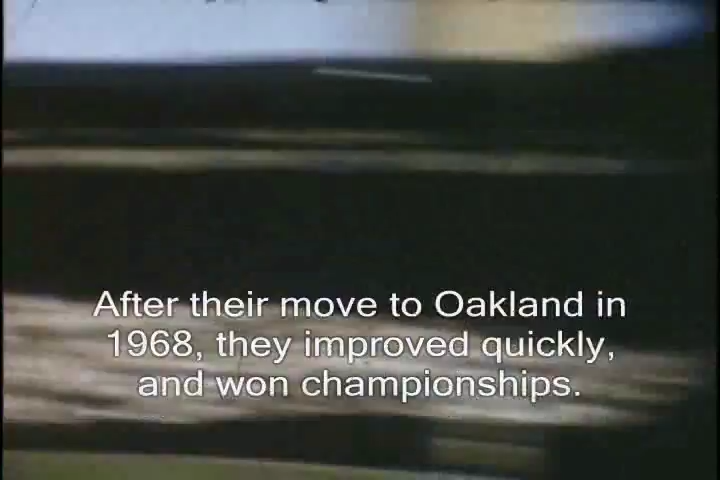 After their move to Oakland in
1968, they improved quickly,
and won championships.